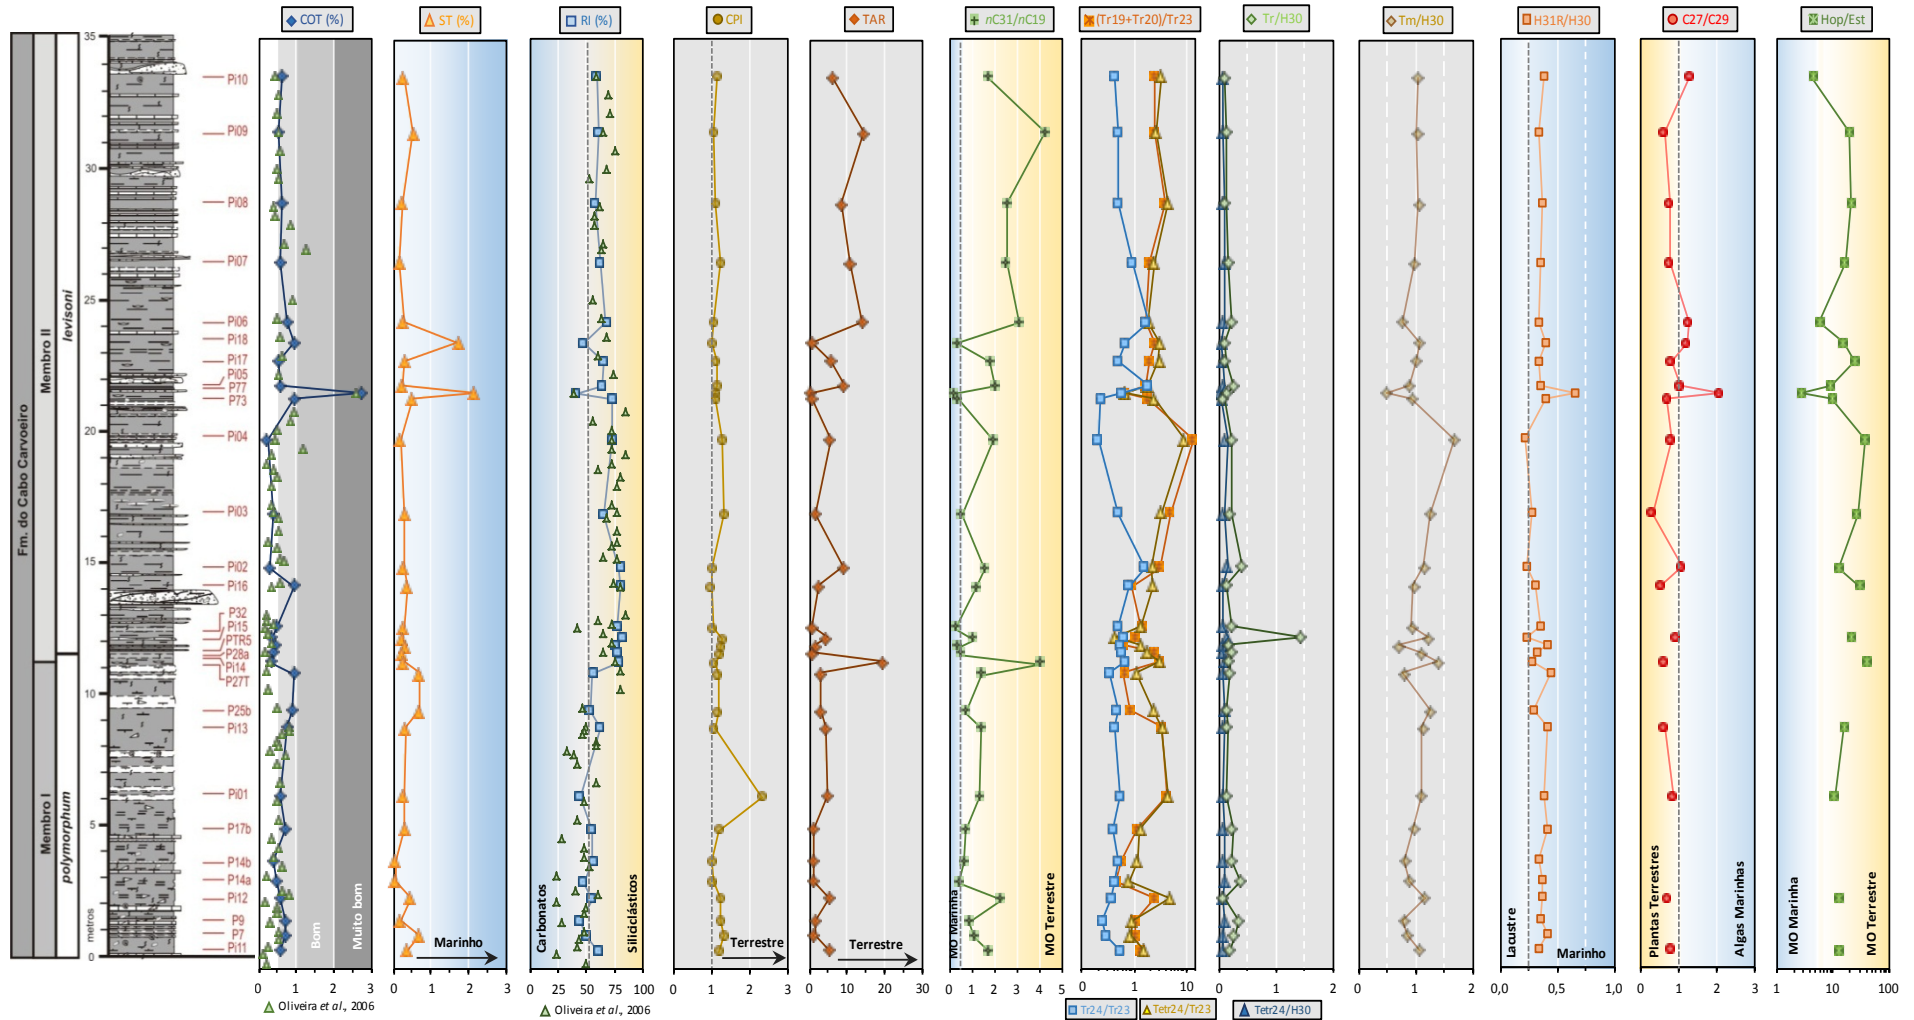 COT (%)
ST (%)
RI (%)
CPI
TAR
nC31/nC19
(Tr19+Tr20)/Tr23
Tr/H30
Tm/H30
H31R/H30
C27/C29
Hop/Est
Fm. do Cabo Carvoeiro
Membro II
Membro I
levisoni
polymorphum
35
30
25
20
15
10
5
metros
0
Pi10
Pi09
Pi08
Pi07
Pi06
Pi18
Pi17
Pi05
P77
P73
Pi04
Pi03
Pi02
Pi16
P32
Pi15
PTR5
P28a
Pi14
P27T
P25b
Pi13
Pi01
P17b
P14b
P14a
Pi12
P9
P7
Pi11
Bom
Muito bom
Marinho
Carbonatos
Siliciclásticos
Terrestre
Terrestre
MO Marinha
MO Terrestre
Lacustre
Marinho
Plantas Terrestres
Algas Marinhas
MO Marinha
MO Terrestre
0 1 2 3
0 1 2 3
0 25 50 75 100
0 1 2 3
0 10 20 30
0 1 2 3 4 5
0 1 10
0 1 2
0 1 2
0,0 0,5 1,0
0 1 2 3
1 10 100
Oliveira et al., 2006
Oliveira et al., 2006
Tr24/Tr23
Tetr24/Tr23
Tetr24/H30